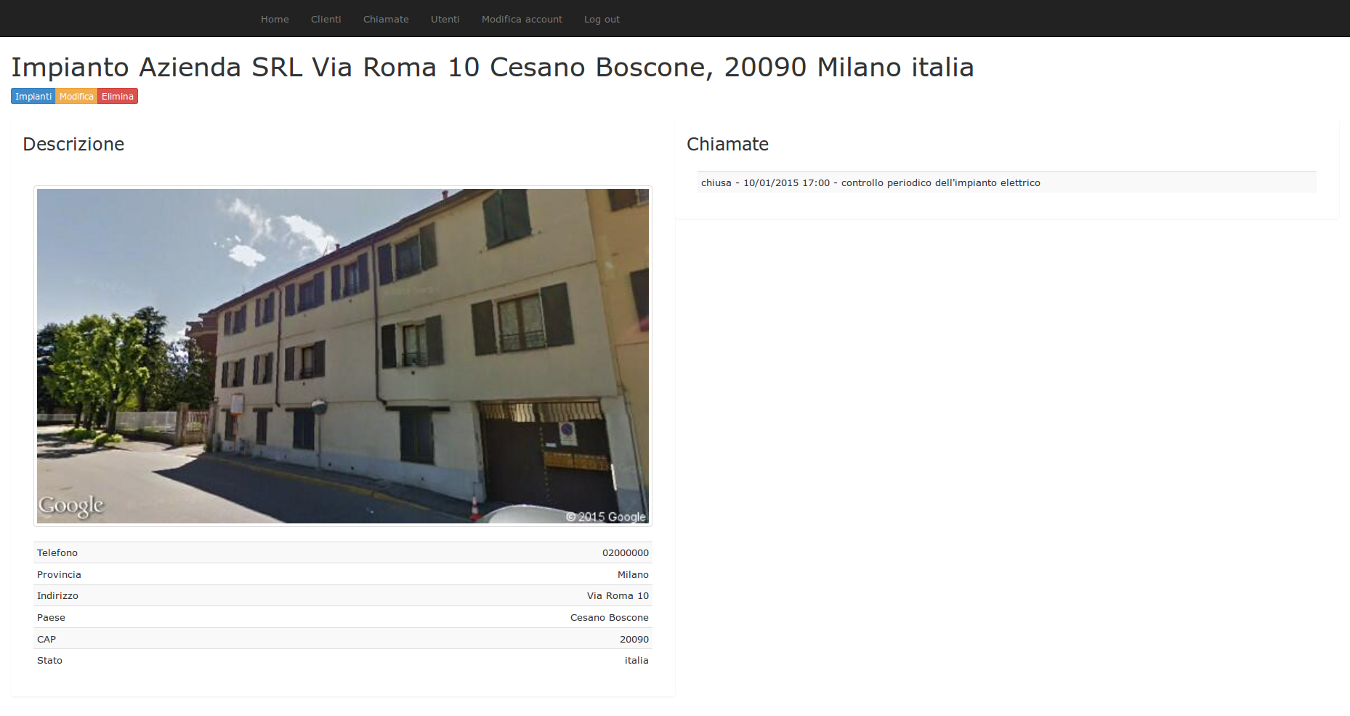 Home Clienti Chiamate Utenti Modifica account Log out
Impianto Azienda SRL Via Roma 10 Cesano Boscone, 20090 Milano italia
Impianti Modifica Elimina
Descrizione
Google
© 2015 Google
Telefono 02000000
Provincia Milano
Indirizzo Via Roma 10
Paese Cesano Boscone
CAP 20090
Stato italia
Chiamate
chiusa - 10/01/2015 17:00 - controllo periodico dell'impianto elettrico